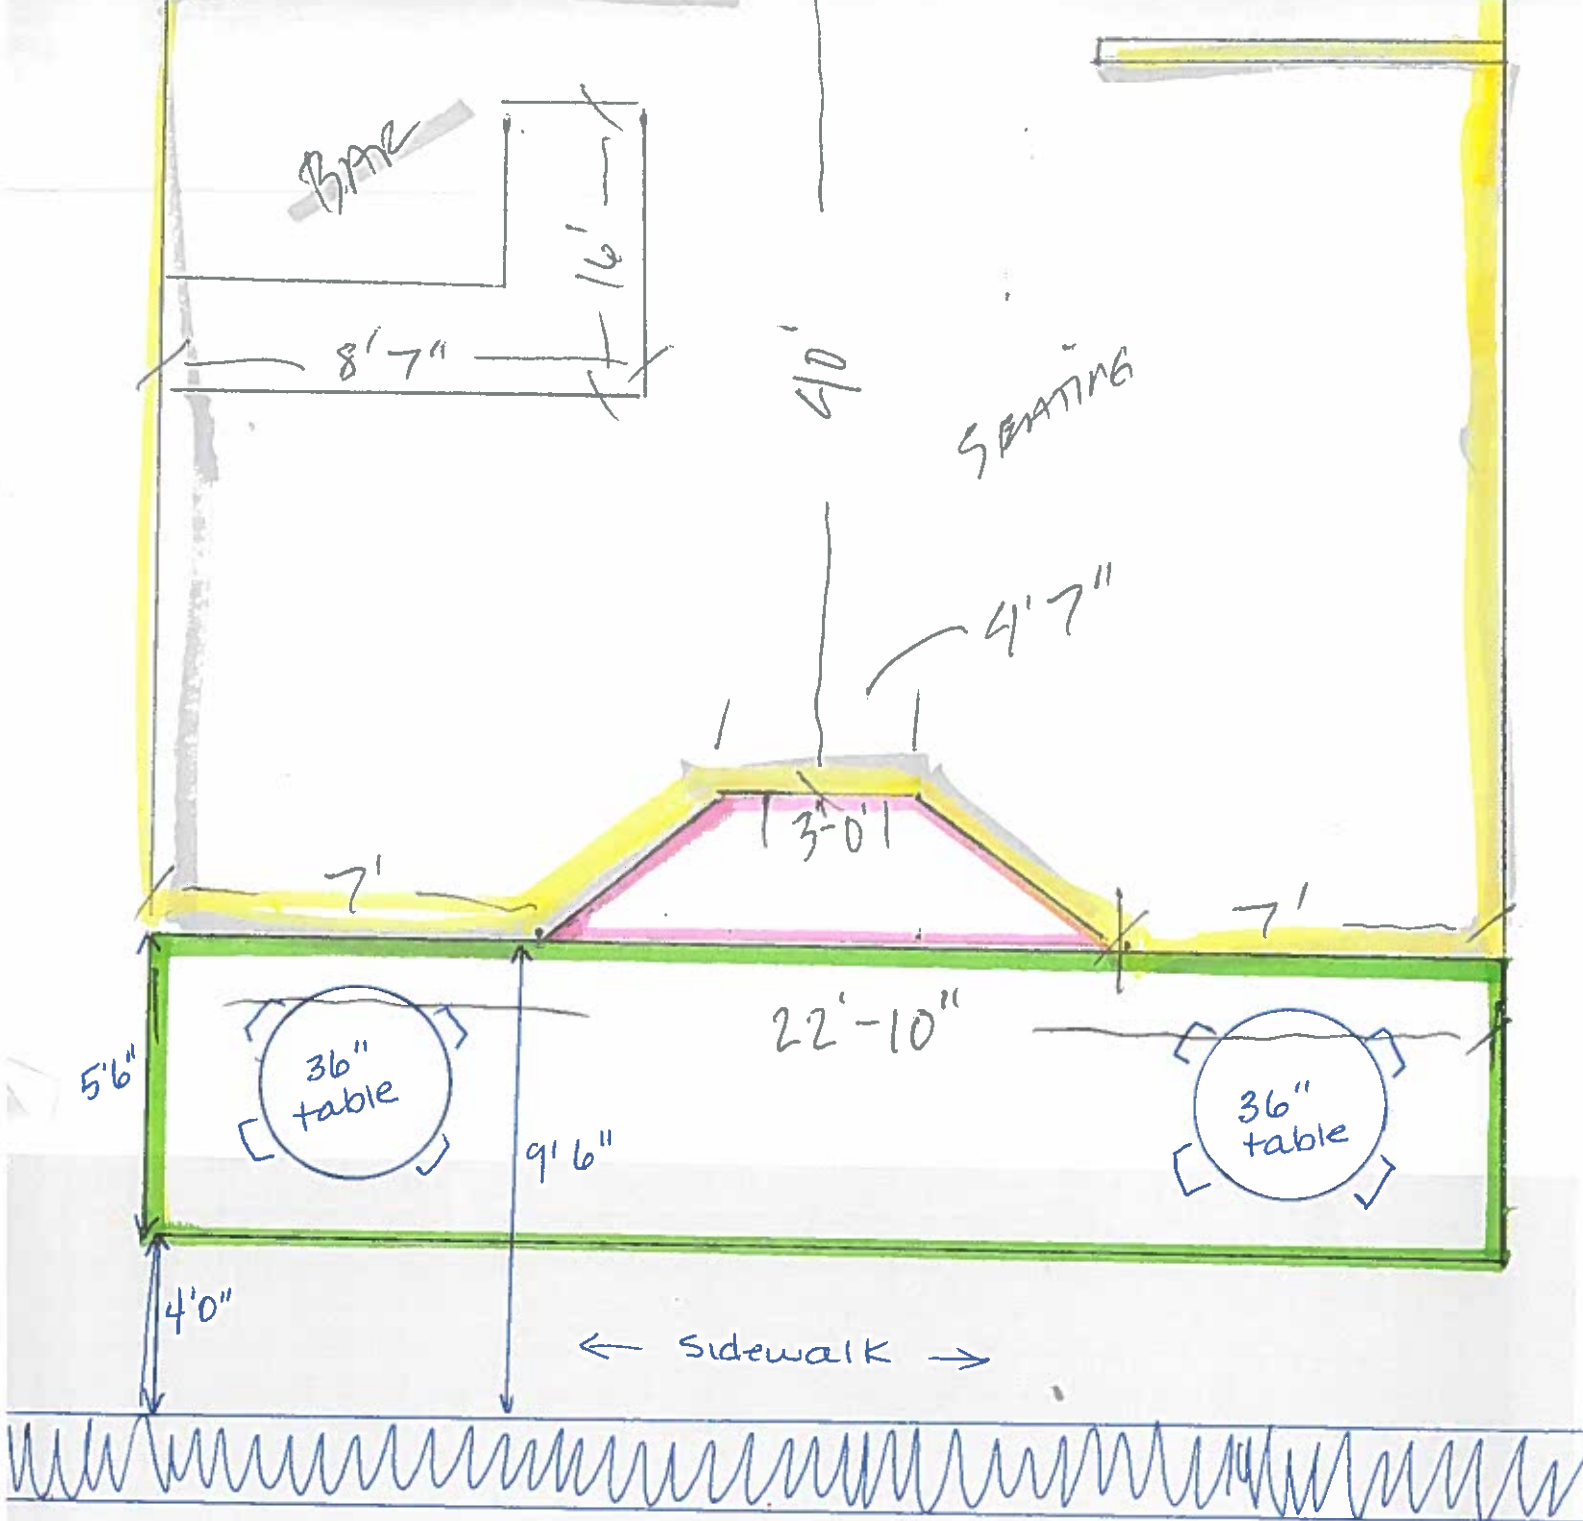 BAR
16'
8'7"
40'
SEATING
4'7"
3'-0"
7'
7'
22'-10"
36"
table
36"
table
5'6"
9'6"
4'0"
← Sidewalk →